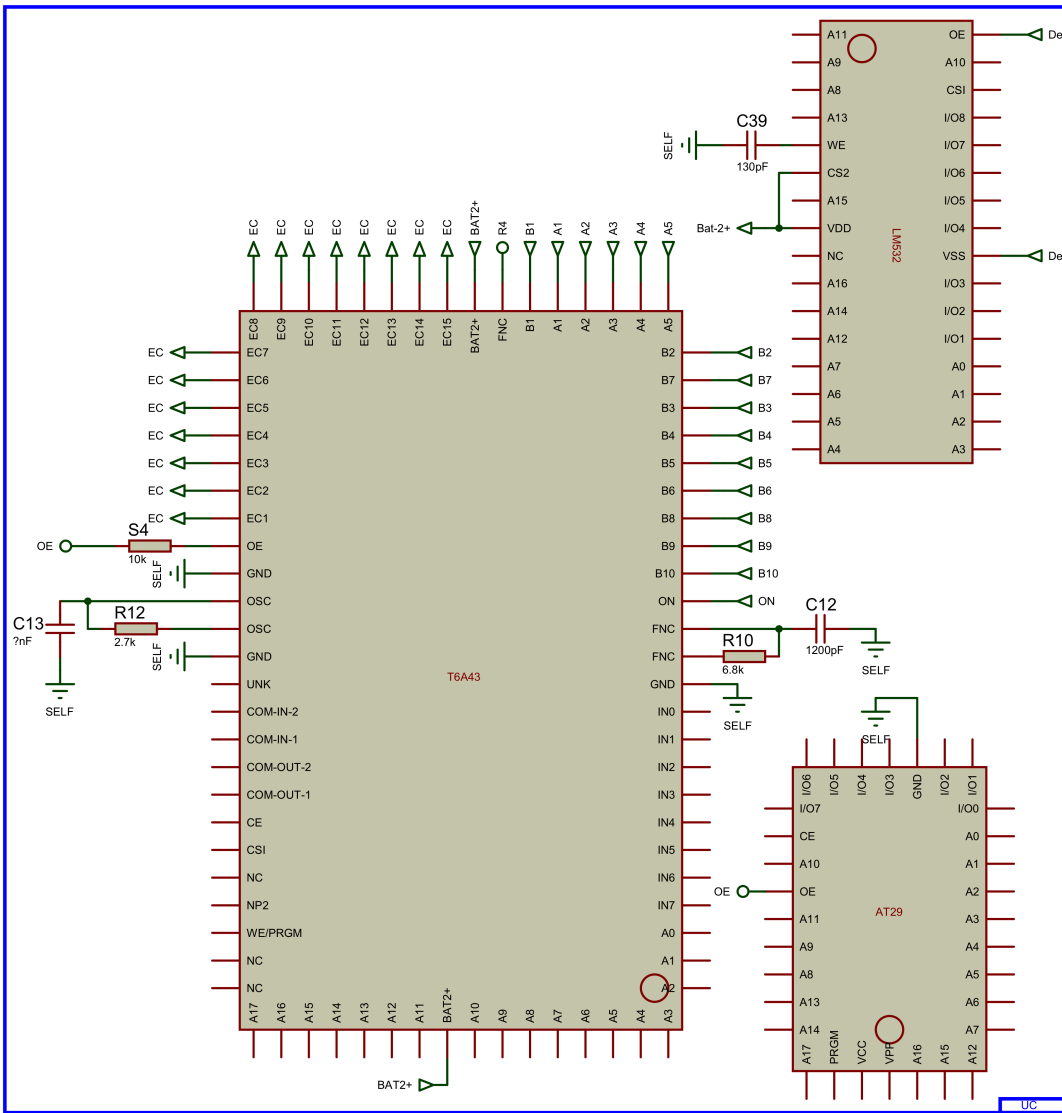 EC
EC
EC
EC
EC
EC
EC
EC
BAT2+
R4
B1
A1
A2
A3
A4
A5
EC8
EC9
EC10
EC11
EC12
EC13
EC14
EC15
BAT2+
FNC
B1
A1
A2
A3
A4
A5
EC EC7
EC EC6
EC EC5
EC EC4
EC EC3
EC EC2
EC EC1
S4
OE 10k OE
SELF GND
OSC
C13 R12
?nF 2.7k OSC
SELF GND
SELF
UNK
COM-IN-2
COM-IN-1
COM-OUT-2
COM-OUT-1
CE
CSI
NC
NP2
WE/PRGM
NC
NC
T6A43
B2 B2
B7 B7
B3 B3
B4 B4
B5 B5
B6 B6
B8 B8
B9 B9
B10 B10
ON ON
FNC
FNC
R10
6.8k
C12
1200pF
SELF
GND
SELF
IN0
IN1
IN2
IN3
IN4
IN5
IN6
IN7
A0
A1
A2
A17
A16
A15
A14
A13
A12
A11
BAT2+
A10
A9
A8
A7
A6
A5
A4
A3
BAT2+
C39
SELF
130pF
Bat-2+
A11
A9
A8
A13
WE
CS2
A15
VDD
NC
A16
A14
A12
A7
A6
A5
A4
LM532
OE De
A10
CSI
I/O8
I/O7
I/O6
I/O5
I/O4
VSS De
I/O3
I/O2
I/O1
A0
A1
A2
A3
SELF
I/O6
I/O5
I/O4
I/O3
GND
I/O2
I/O1
I/O7
CE
A10
OE OE
A11
A9
A8
A13
A14
AT29
I/O0
A0
A1
A2
A3
A4
A5
A6
A7
A17
PRGM
VCC
VPP
A16
A15
A12
UC